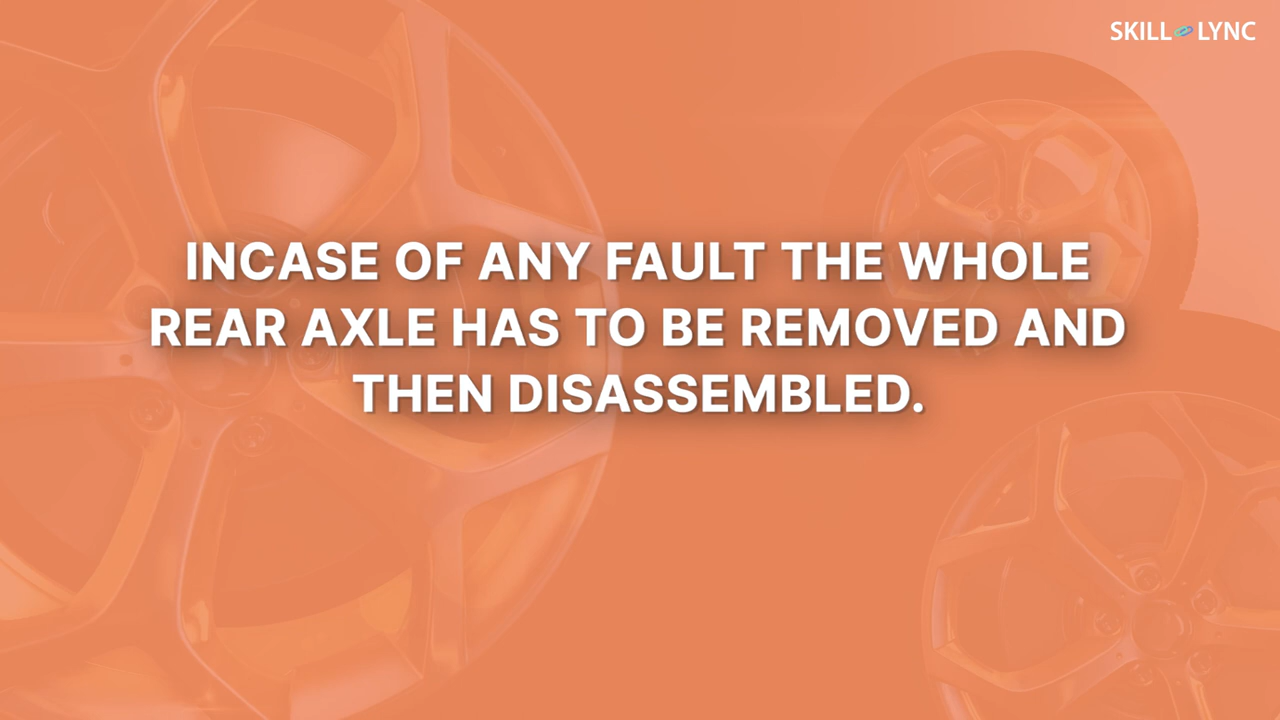 SKILL LYNC
INCASE OF ANY FAULT THE WHOLE
REAR AXLE HAS TO BE REMOVED AND
THEN DISASSEMBLED.